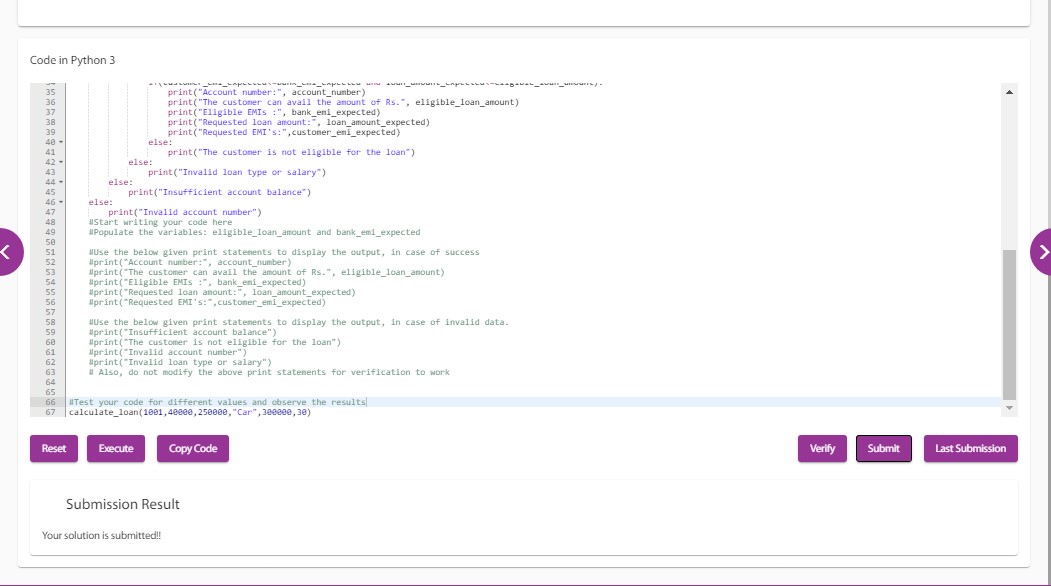 Code in Python 3
34 if(customer_emi_expected<=bank_emi_expected and loan_amount_expected<=eligible_loan_amount):
35 print("Account number:", account_number)
36 print("The customer can avail the amount of Rs.", eligible_loan_amount)
37 print("Eligible EMIs :", bank_emi_expected)
38 print("Requested loan amount:", loan_amount_expected)
39 print("Requested EMI's:",customer_emi_expected)
40 else:
41 print("The customer is not eligible for the loan")
42 else:
43 print("Invalid loan type or salary")
44 else:
45 print("Insufficient account balance")
46 else:
47 print("Invalid account number")
48 #Start writing your code here
49 #Populate the variables: eligible_loan_amount and bank_emi_expected
50
51 #Use the below given print statements to display the output, in case of success
52 #print("Account number:", account_number)
53 #print("The customer can avail the amount of Rs.", eligible_loan_amount)
54 #print("Eligible EMIs :", bank_emi_expected)
55 #print("Requested loan amount:", loan_amount_expected)
56 #print("Requested EMI's:",customer_emi_expected)
57
58 #Use the below given print statements to display the output, in case of invalid data.
59 #print("Insufficient account balance")
60 #print("The customer is not eligible for the loan")
61 #print("Invalid account number")
62 #print("Invalid loan type or salary")
63 # Also, do not modify the above print statements for verification to work
64
65
66 #Test your code for different values and observe the results
67 calculate_loan(1001,40000,250000,"Car",300000,30)
Reset Execute Copy Code Verify Submit Last Submission
Submission Result
Your solution is submitted!!